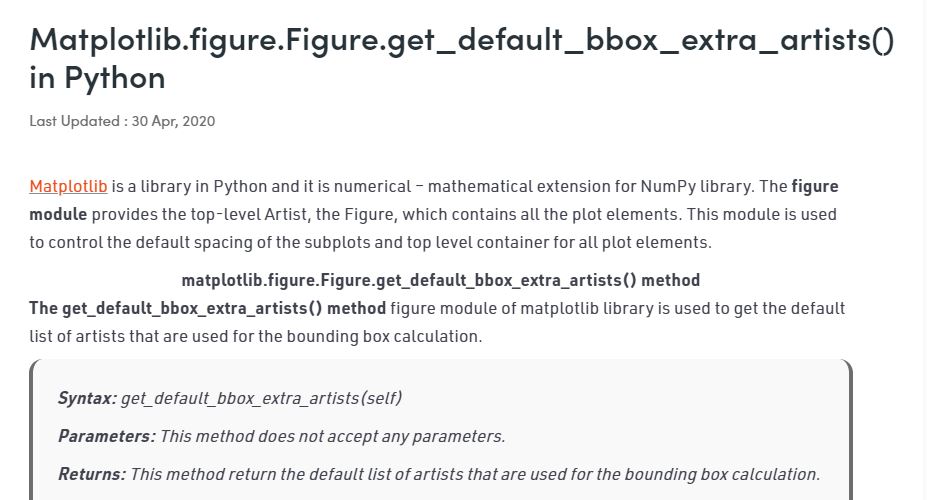 Matplotlib.figure.Figure.get_default_bbox_extra_artists()
in Python
Last Updated : 30 Apr, 2020
Matplotlib is a library in Python and it is numerical – mathematical extension for NumPy library. The figure
module provides the top-level Artist, the Figure, which contains all the plot elements. This module is used
to control the default spacing of the subplots and top level container for all plot elements.
matplotlib.figure.Figure.get_default_bbox_extra_artists() method
The get_default_bbox_extra_artists() method figure module of matplotlib library is used to get the default
list of artists that are used for the bounding box calculation.
Syntax: get_default_bbox_extra_artists(self)
Parameters: This method does not accept any parameters.
Returns: This method return the default list of artists that are used for the bounding box calculation.